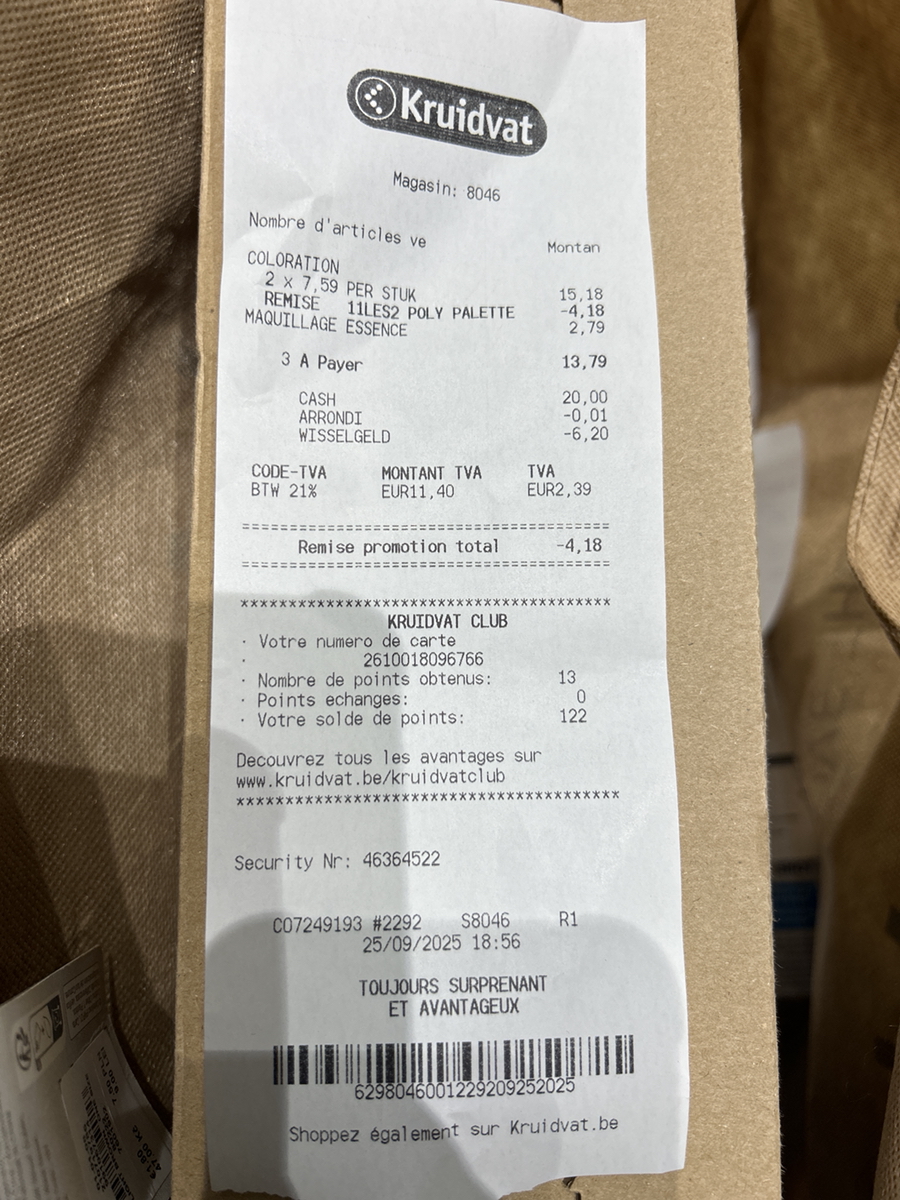 Kruidvat
Magasin: 8046
Nombre d'articles ve Montan
COLORATION
2 x 7,59 PER STUK 15,18
REMISE 11LES2 POLY PALETTE -4,18
MAQUILLAGE ESSENCE 2,79
3 A Payer 13,79
CASH 20,00
ARRONDI -0,01
WISSELGELD -6,20
CODE-TVA MONTANT TVA TVA
BTW 21% EUR11,40 EUR2,39
======================================
Remise promotion total -4,18
======================================
***************************************
KRUIDVAT CLUB
· Votre numero de carte
· 2610018096766
· Nombre de points obtenus: 13
· Points echanges: 0
· Votre solde de points: 122
Decouvrez tous les avantages sur
www.kruidvat.be/kruidvatclub
***************************************
Security Nr: 46364522
C07249193 #2292 S8046 R1
25/09/2025 18:56
TOUJOURS SURPRENANT
ET AVANTAGEUX
6298046001229209252025
Shoppez également sur Kruidvat.be